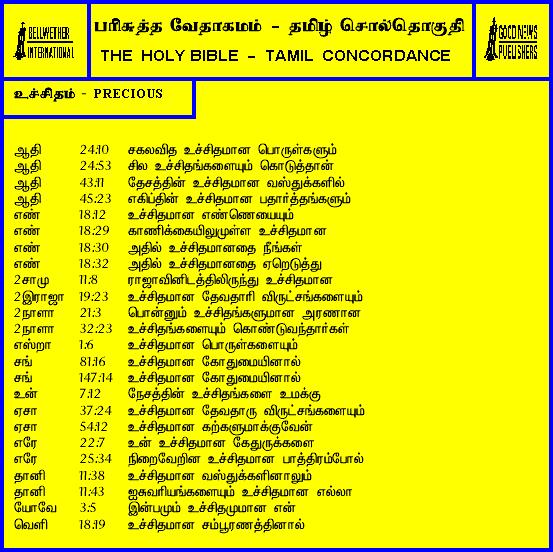 BELLWETHER
INTERNATIONAL
பரிசுத்த வேதாகமம் - தமிழ் சொல்தொகுதி
THE HOLY BIBLE - TAMIL CONCORDANCE
GOOD NEWS
PUBLISHERS
உச்சிதம் - PRECIOUS
ஆதி 24:10 சகலவித உச்சிதமான பொருள்களும்
ஆதி 24:53 சில உச்சிதங்களையும் கொடுத்தான்
ஆதி 43:11 தேசத்தின் உச்சிதமான வஸ்துக்களில்
ஆதி 45:23 எகிப்தின் உச்சிதமான பதார்த்தங்களும்
எண் 18:12 உச்சிதமான எண்ணெயையும்
எண் 18:29 காணிக்கையிலுமுள்ள உச்சிதமான
எண் 18:30 அதில் உச்சிதமானதை நீங்கள்
எண் 18:32 அதில் உச்சிதமானதை ஏறெடுத்து
2சாமு 11:8 ராஜாவினிடத்திலிருந்து உச்சிதமான
2இராஜா 19:23 உச்சிதமான தேவதாரி விருட்சங்களையும்
2நாளா 21:3 பொன்னும் உச்சிதங்களுமான அரணான
2நாளா 32:23 உச்சிதங்களையும் கொண்டுவந்தார்கள்
எஸ்றா 1:6 உச்சிதமான பொருள்களையும்
சங் 81:16 உச்சிதமான கோதுமையினால்
சங் 147:14 உச்சிதமான கோதுமையினால்
உன் 7:12 நேசத்தின் உச்சிதங்களை உமக்கு
ஏசா 37:24 உச்சிதமான தேவதாரு விருட்சங்களையும்
ஏசா 54:12 உச்சிதமான கற்களுமாக்குவேன்
எரே 22:7 உன் உச்சிதமான கேதுருக்களை
எரே 25:34 நிறைவேறின உச்சிதமான பாத்திரம்போல்
தானி 11:38 உச்சிதமான வஸ்துக்களினாலும்
தானி 11:43 ஐசுவரியங்களையும் உச்சிதமான எல்லா
யோவே 3:5 இன்பமும் உச்சிதமுமான என்
வெளி 18:19 உச்சிதமான சம்பூரணத்தினால்